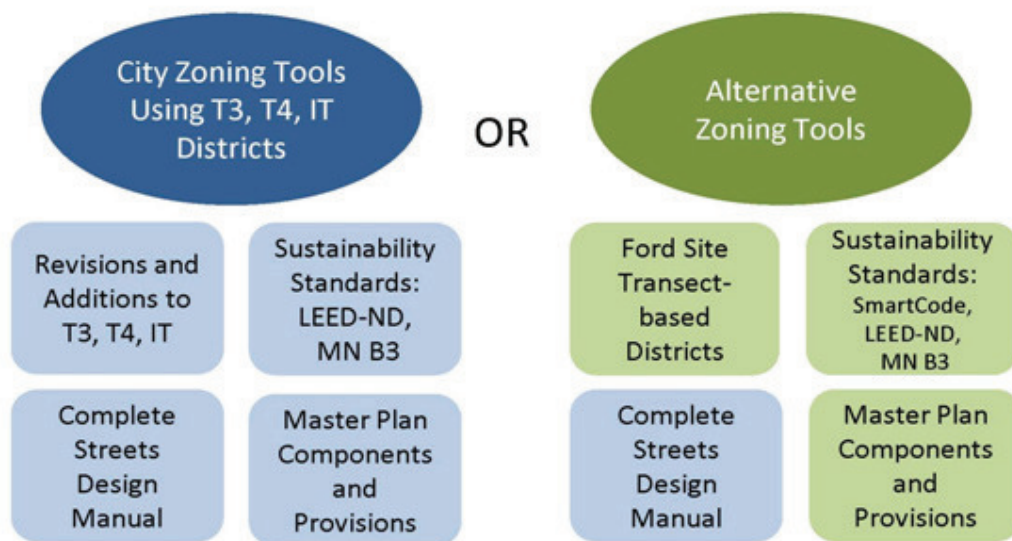 City Zoning Tools
Using T3, T4, IT
Districts
OR
Alternative
Zoning Tools
Revisions and
Additions to
T3, T4, IT
Sustainability
Standards:
LEED-ND,
MN B3
Ford Site
Transect-
based
Districts
Sustainability
Standards:
SmartCode,
LEED-ND,
MN B3
Complete
Streets
Design
Manual
Master Plan
Components
and
Provisions
Complete
Streets
Design
Manual
Master Plan
Components
and
Provisions